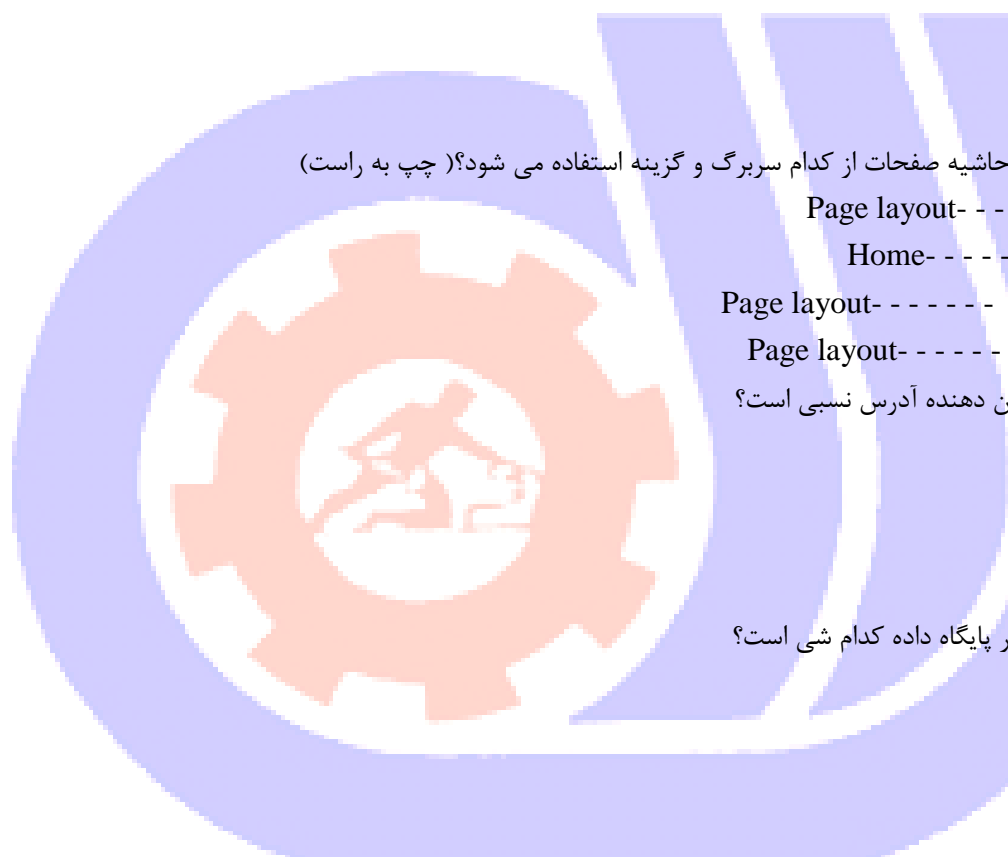 حاشیه صفحات از کدام سربرگ و گزینه استفاده می شود؟( چپ به راست)
Page layout- - -
Home- - - - -
Page layout- - - - - - -
Page layout- - - - - -
ن دهنده آدرس نسبی است؟
ر پایگاه داده کدام شی است؟